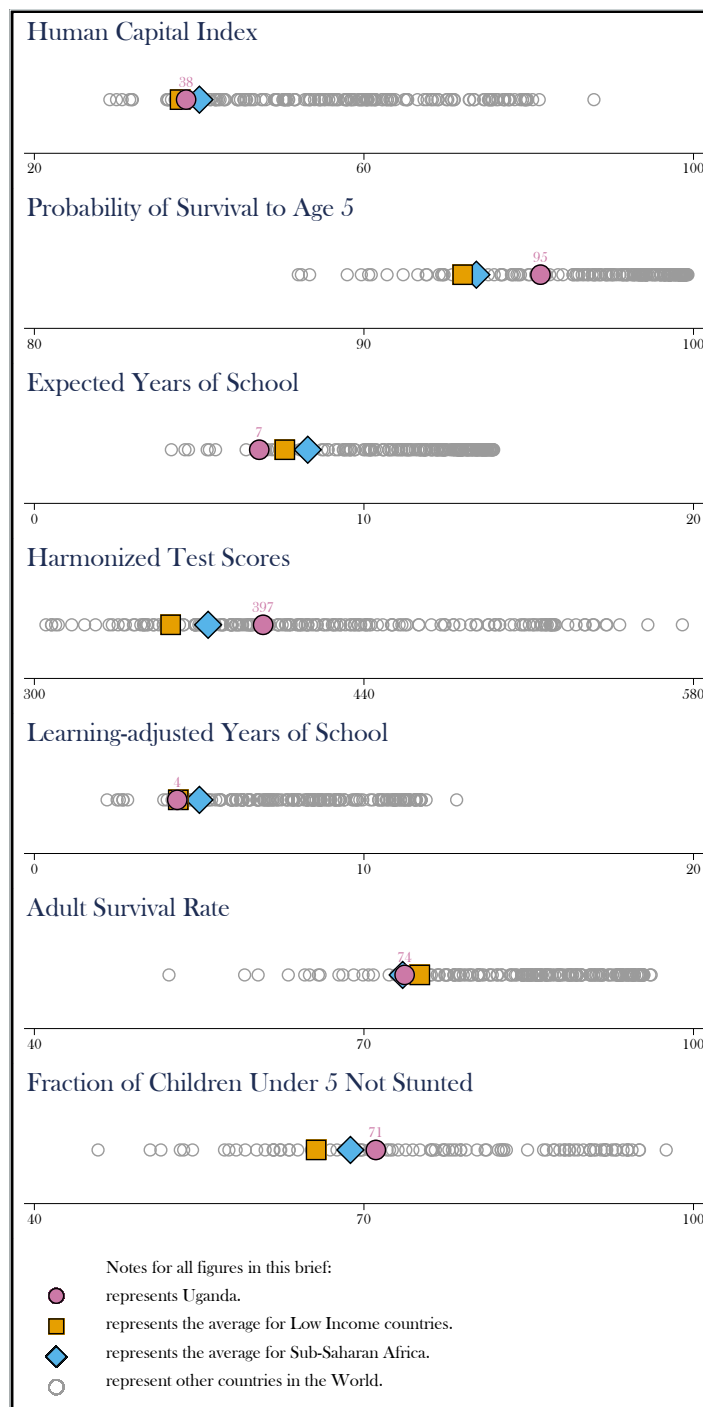 Human Capital Index
38
20 60 100
Probability of Survival to Age 5
95
80 90 100
Expected Years of School
7
0 10 20
Harmonized Test Scores
397
300 440 580
Learning-adjusted Years of School
4
0 10 20
Adult Survival Rate
74
40 70 100
Fraction of Children Under 5 Not Stunted
71
40 70 100
Notes for all figures in this brief:
represents Uganda.
represents the average for Low Income countries.
represents the average for Sub-Saharan Africa.
represent other countries in the World.